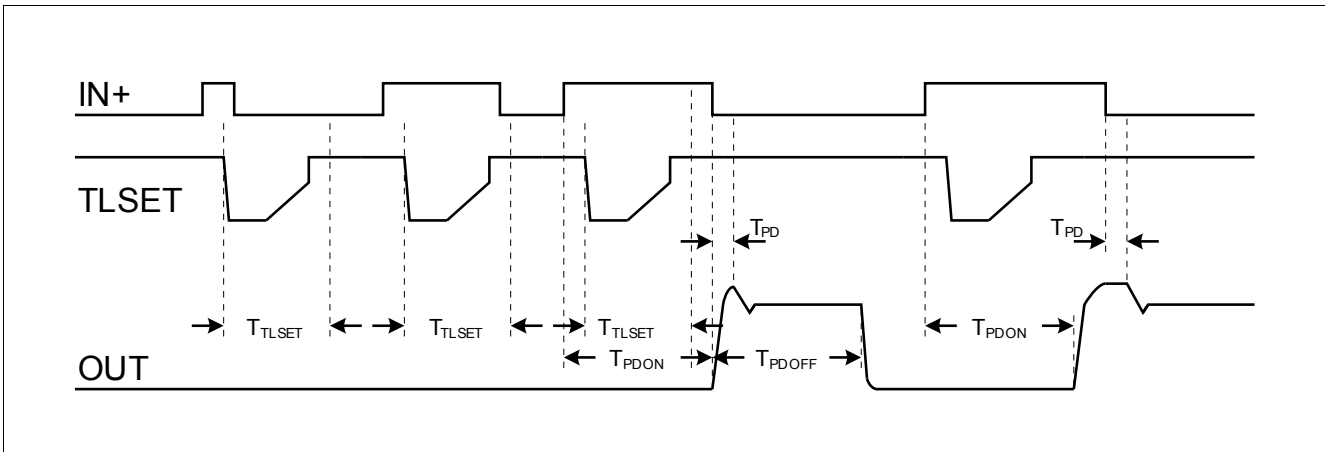 IN+
TLSET
TPD
TPD
TTLSET
TTLSET
TTLSET
TPDON
OUT
TPDON
TPDOFF